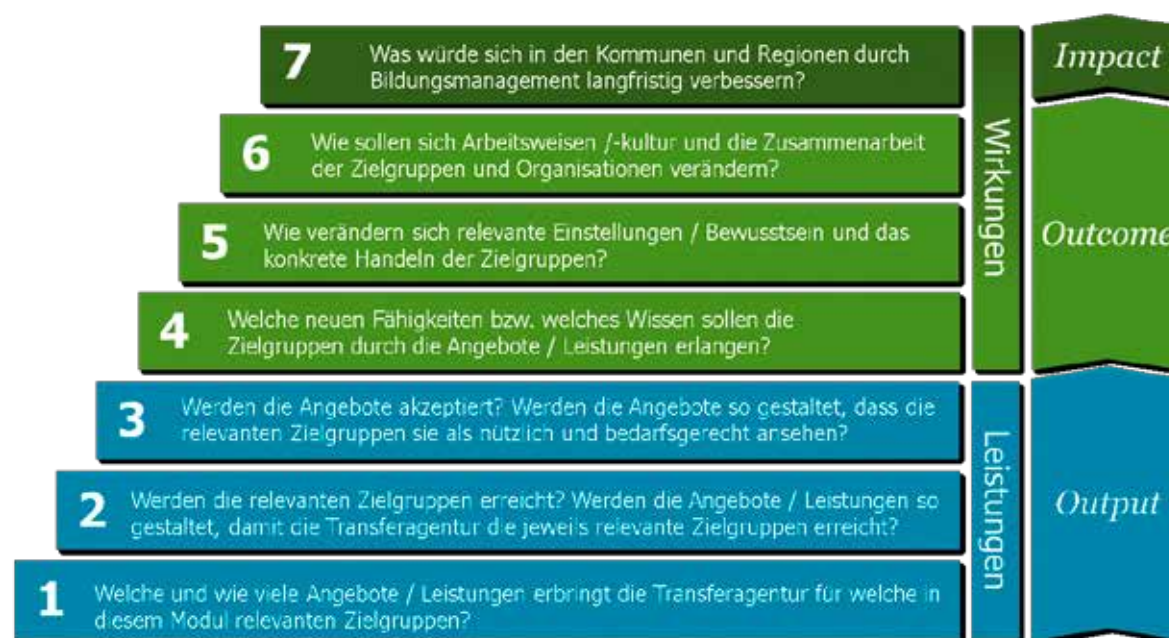 7
Was würde sich in den Kommunen und Regionen durch
Bildungsmanagement langfristig verbessern?
6
Wie sollen sich Arbeitsweisen /-kultur und die Zusammenarbeit
der Zielgruppen und Organisationen verändern?
5
Wie verändern sich relevante Einstellungen / Bewusstsein und das
konkrete Handeln der Zielgruppen?
4
Welche neuen Fähigkeiten bzw. welches Wissen sollen die
Zielgruppen durch die Angebote / Leistungen erlangen?
3
Werden die Angebote akzeptiert? Werden die Angebote so gestaltet, dass die
relevanten Zielgruppen sie als nützlich und bedarfsgerecht ansehen?
2
Werden die relevanten Zielgruppen erreicht? Werden die Angebote / Leistungen so
gestaltet, damit die Transferagentur die jeweils relevante Zielgruppen erreicht?
1
Welche und wie viele Angebote / Leistungen erbringt die Transferagentur für welche in
diesem Modul relevanten Zielgruppen?
Wirkungen
Leistungen
Impact
Outcome
Output